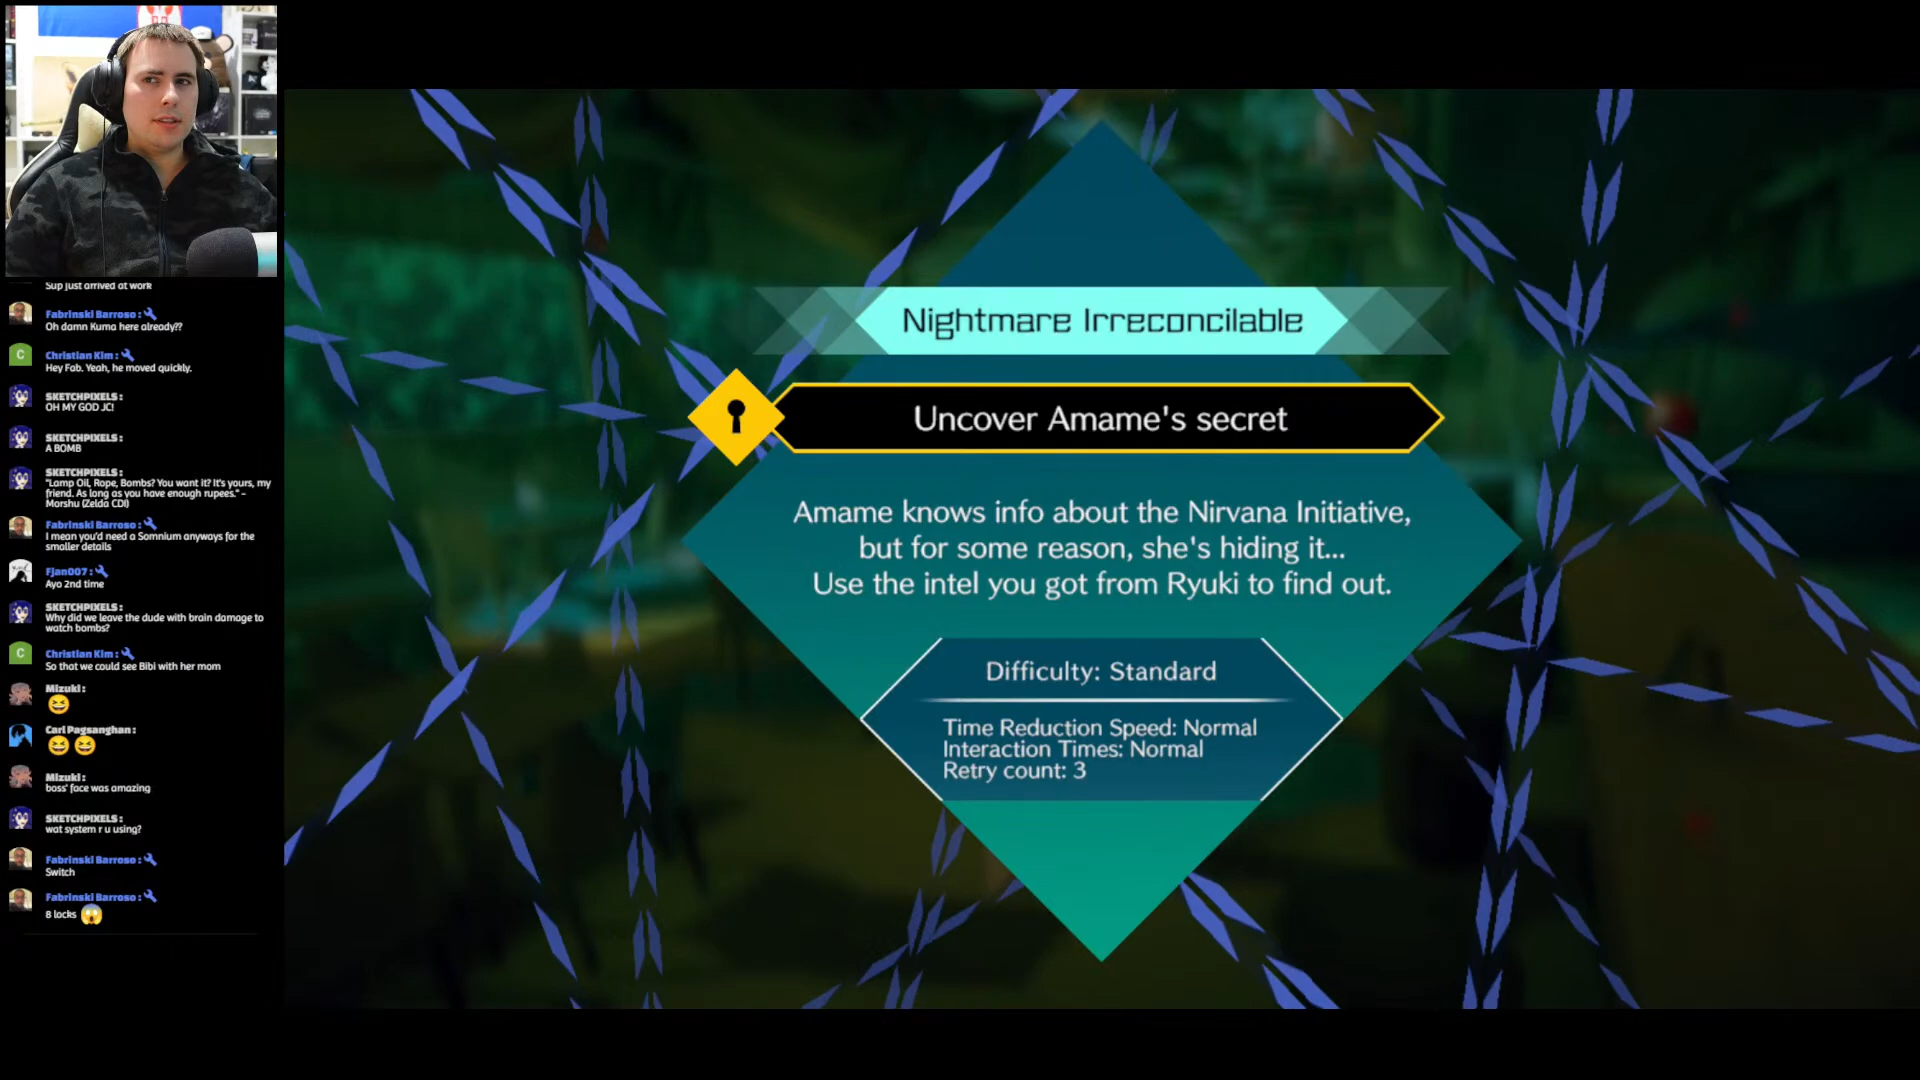 Sup just arrived at work
Fabrinski Barroso :
Oh damn Kuma here already??
C
Christian Kim :
Hey Fab. Yeah, he moved quickly.
SKETCHPIXELS :
OH MY GOD JC!
SKETCHPIXELS :
A BOMB
SKETCHPIXELS :
"Lamp Oil, Rope, Bombs? You want it? It's yours, my
friend. As long as you have enough rupees." -
Morshu (Zelda CDI)
Fabrinski Barroso :
I mean you'd need a Somnium anyways for the
smaller details
Fjan007 :
Ayo 2nd time
SKETCHPIXELS :
Why did we leave the dude with brain damage to
watch bombs?
C
Christian Kim :
So that we could see Bibi with her mom
Mizuki :
Carl Pagsanghan :
Mizuki :
boss' face was amazing
SKETCHPIXELS :
wat system r u using?
Fabrinski Barroso :
Switch
Fabrinski Barroso :
8 locks
Nightmare Irreconcilable
Uncover Amame's secret
Amame knows info about the Nirvana Initiative,
but for some reason, she's hiding it...
Use the intel you got from Ryuki to find out.
Difficulty: Standard
Time Reduction Speed: Normal
Interaction Times: Normal
Retry count: 3